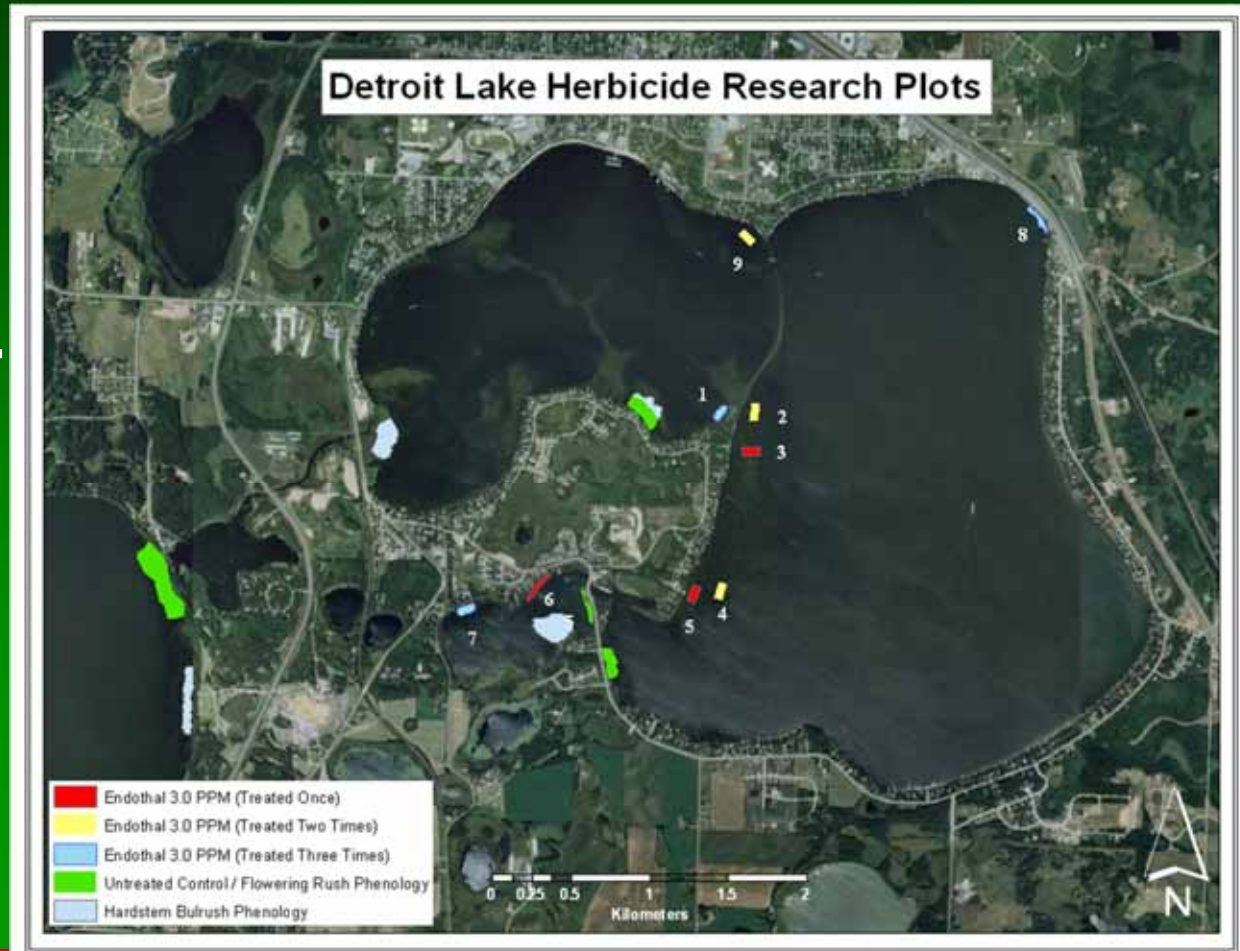 Detroit Lake Herbicide Research Plots
8
9
1
2
3
6
5
4
7
Endothal 3.0 PPM (Treated Once)
Endothal 3.0 PPM (Treated Two Times)
Endothal 3.0 PPM (Treated Three Times)
Untreated Control / Flowering Rush Phenology
Hardstem Bulrush Phenology
0 0.25 0.5 1 1.5 2
Kilometers
N